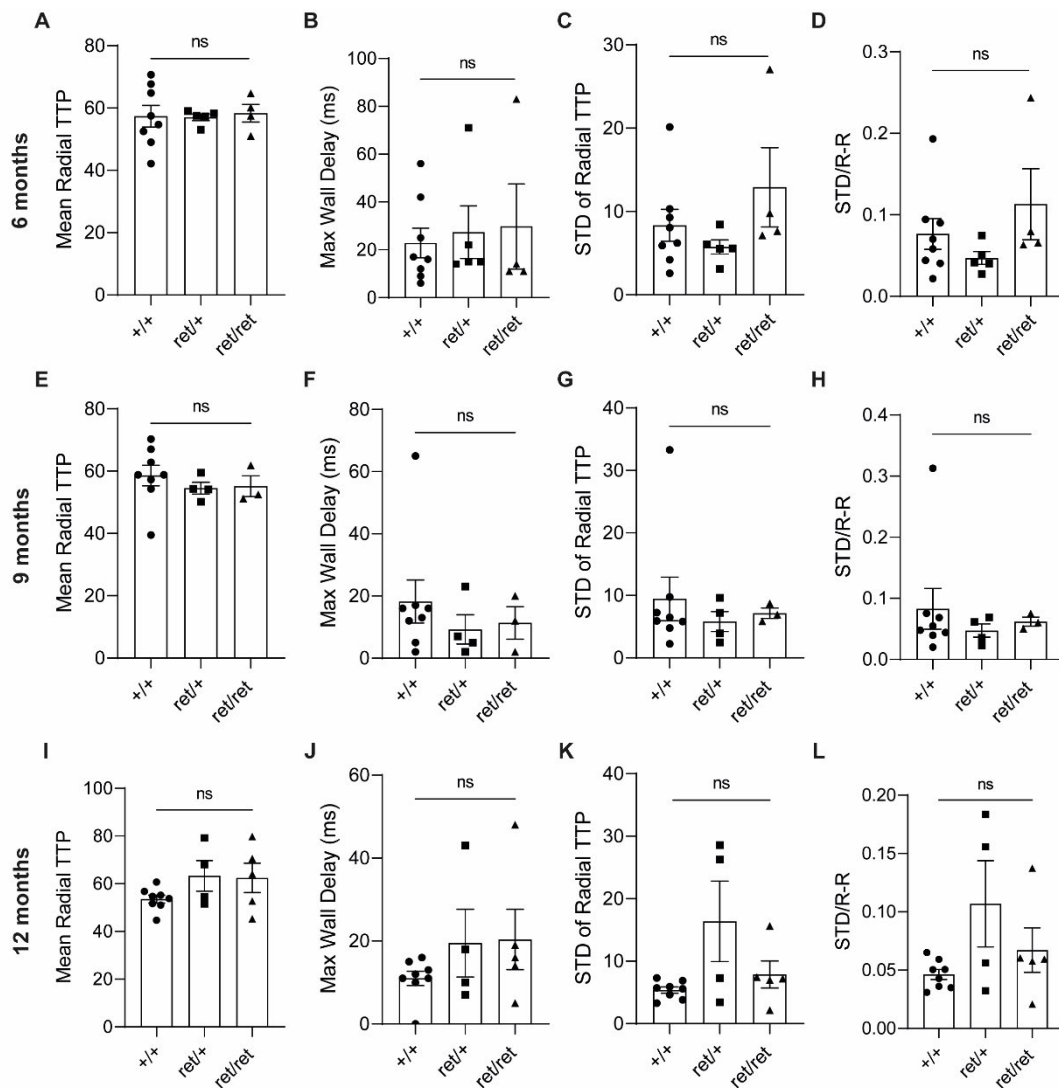 A
B
C
D
6 months
Mean Radial TTP
80
60
40
20
0
ns
+/+
ret/+
ret/ret
Max Wall Delay (ms)
100
80
60
40
20
0
ns
+/+
ret/+
ret/ret
STD of Radial TTP
30
20
10
0
ns
+/+
ret/+
ret/ret
STD/R-R
0.3
0.2
0.1
0.0
ns
+/+
ret/+
ret/ret
E
F
G
H
9 months
Mean Radial TTP
80
60
40
20
0
ns
+/+
ret/+
ret/ret
Max Wall Delay (ms)
80
60
40
20
0
ns
+/+
ret/+
ret/ret
STD of Radial TTP
40
30
20
10
0
ns
+/+
ret/+
ret/ret
STD/R-R
0.4
0.3
0.2
0.1
0.0
ns
+/+
ret/+
ret/ret
I
J
K
L
12 months
Mean Radial TTP
100
80
60
40
20
0
ns
+/+
ret/+
ret/ret
Max Wall Delay (ms)
60
40
20
0
ns
+/+
ret/+
ret/ret
STD of Radial TTP
40
30
20
10
0
ns
+/+
ret/+
ret/ret
STD/R-R
0.20
0.15
0.10
0.05
0.00
ns
+/+
ret/+
ret/ret